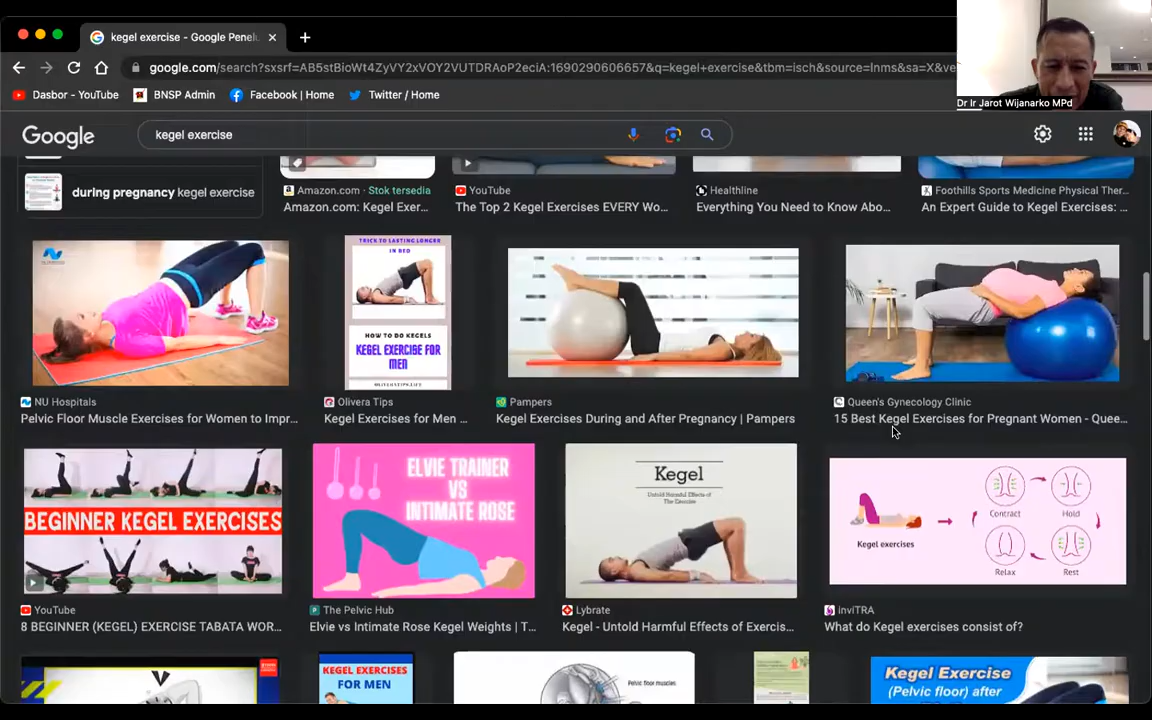 kegel exercise - Google Penelu
google.com/search?sxsrf=AB5stBioWt4ZyVY2xVOY2VUTDRAoP2eciA:1690290606657&q=kegel+exercise&tbm=isch&source=lnms&sa=X&ve
Dasbor - YouTube
BNSP Admin
Facebook | Home
Twitter / Home
Dr Ir Jarot Wijanarko MPd
Google
kegel exercise
during pregnancy kegel exercise
Amazon.com · Stok tersedia
Amazon.com: Kegel Exer...
YouTube
The Top 2 Kegel Exercises EVERY Wo...
Healthline
Everything You Need to Know Abo...
Foothills Sports Medicine Physical Ther...
An Expert Guide to Kegel Exercises: ...
TRICK TO LASTING LONGER
IN BED
HOW TO DO KEGELS
KEGEL EXERCISE FOR
MEN
NU Hospitals
Pelvic Floor Muscle Exercises for Women to Impr...
Olivera Tips
Kegel Exercises for Men ...
Pampers
Kegel Exercises During and After Pregnancy | Pampers
Queen's Gynecology Clinic
15 Best Kegel Exercises for Pregnant Women - Quee...
BEGINNER KEGEL EXERCISES
ELVIE TRAINER
VS
INTIMATE ROSE
Kegel
Untold Harmful Effects of
The Exercise
Kegel exercises
Contract
Hold
Relax
Rest
YouTube
8 BEGINNER (KEGEL) EXERCISE TABATA WOR...
The Pelvic Hub
Elvie vs Intimate Rose Kegel Weights | T...
Lybrate
Kegel - Untold Harmful Effects of Exercis...
inviTRA
What do Kegel exercises consist of?
KEGEL EXERCISES
FOR MEN
Pelvic floor muscles
Kegel Exercise
(Pelvic floor) after